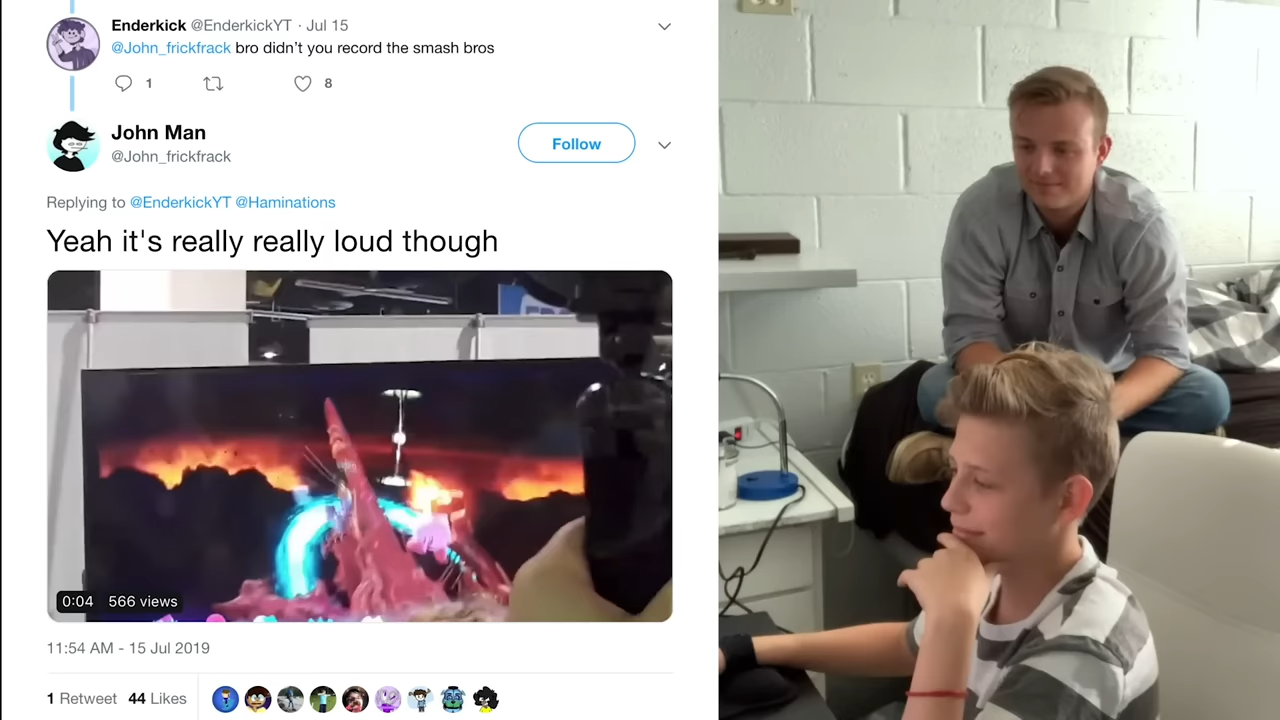 Enderkick @EnderkickYT · Jul 15
@John_frickfrack bro didn’t you record the smash bros
1 8
John Man
@John_frickfrack
Follow
Replying to @EnderkickYT @Haminations
Yeah it's really really loud though
0:04 566 views
11:54 AM - 15 Jul 2019
1 Retweet 44 Likes